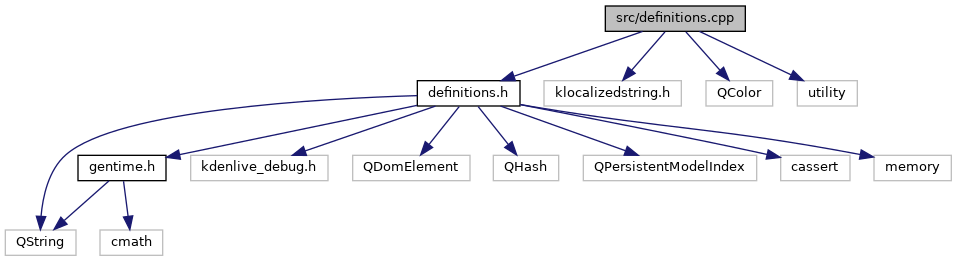 src/definitions.cpp
definitions.h
klocalizedstring.h
QColor
utility
gentime.h
kdenlive_debug.h
QDomElement
QHash
QPersistentModelIndex
cassert
memory
QString
cmath